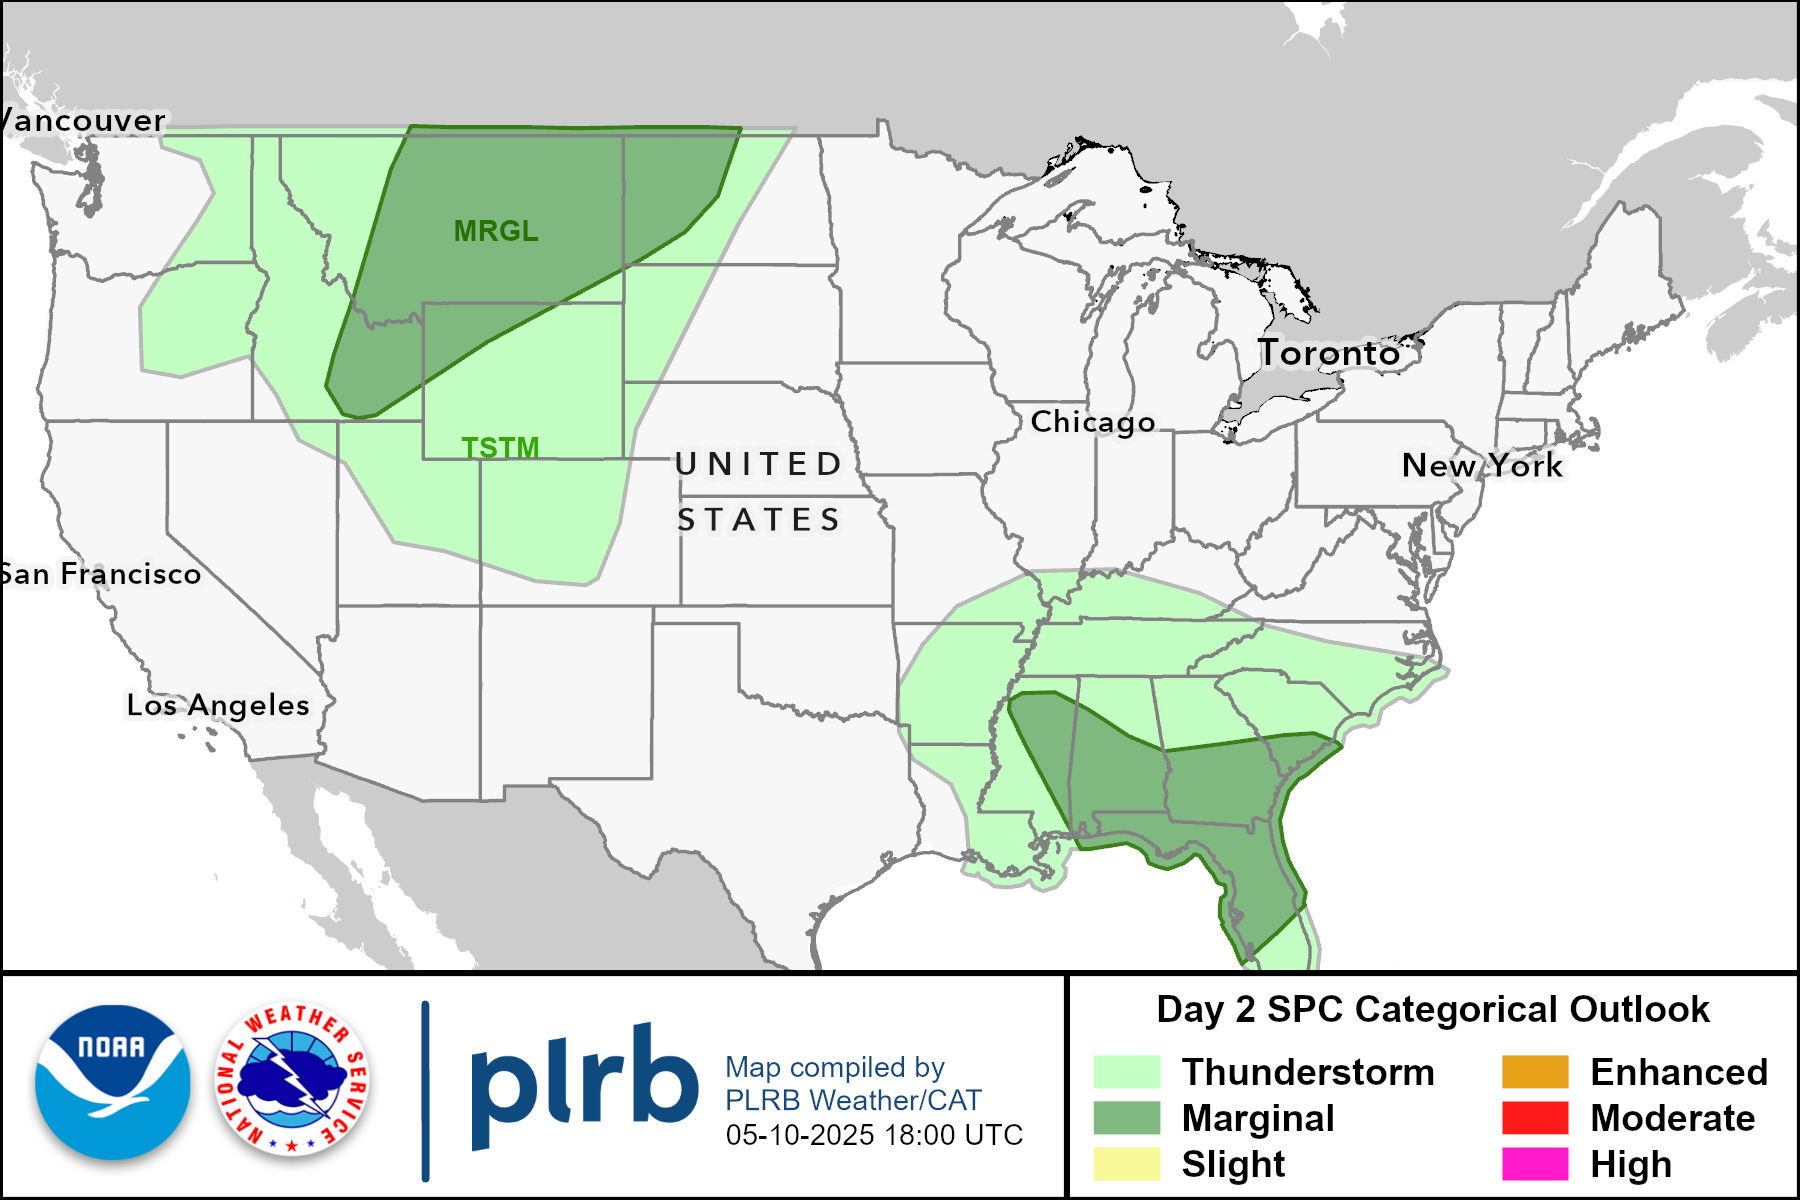 Vancouver
MRGL
Toronto
Chicago
TSTM
UNITED
New York
STATES
San Francisco
Los Angeles
NOAA
NATIONAL WEATHER SERVICE
plrb
Map compiled by
PLRB Weather/CAT
05-10-2025 18:00 UTC
Day 2 SPC Categorical Outlook
Thunderstorm
Marginal
Slight
Enhanced
Moderate
High